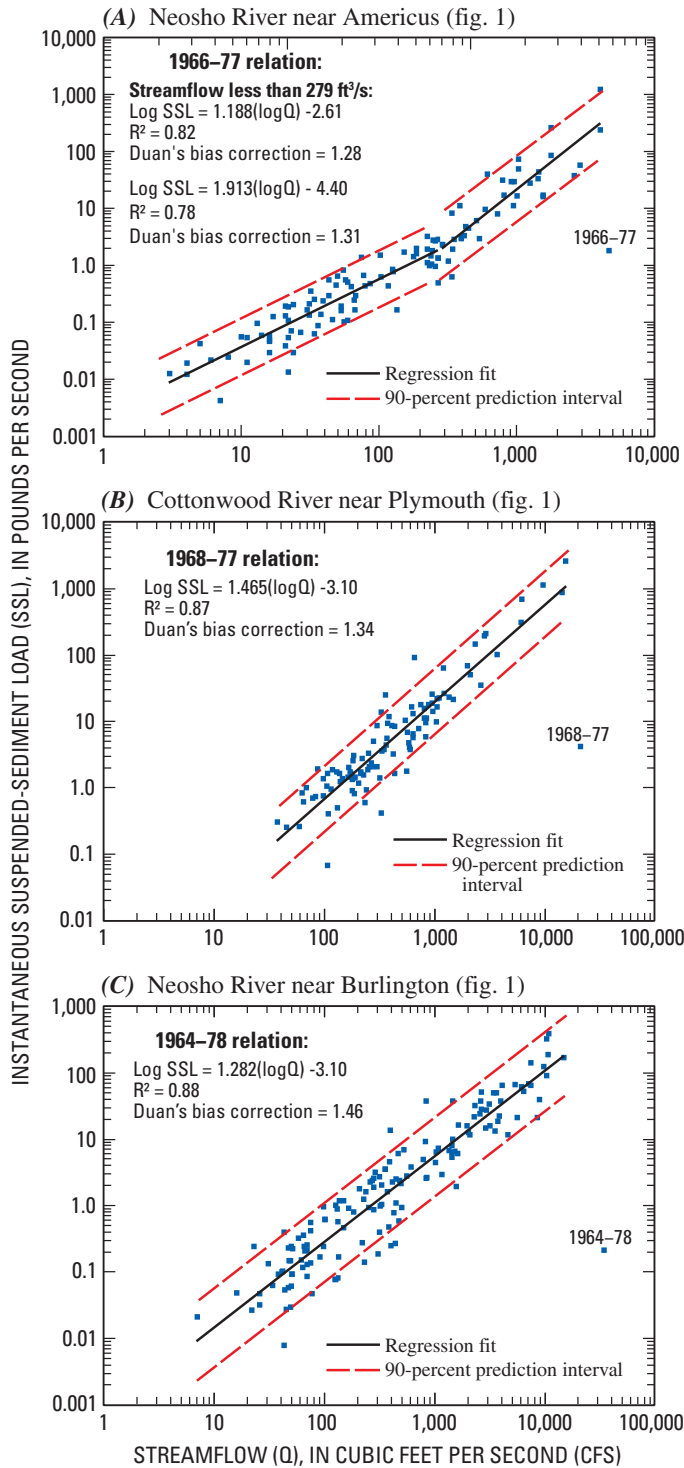 (A) Neosho River near Americus (fig. 1)
10,000
1,000
100
10
1.0
0.1
0.01
0.001
1966–77 relation:
Streamflow less than 279 ft³/s:
Log SSL = 1.188(logQ) -2.61
R² = 0.82
Duan's bias correction = 1.28
Log SSL = 1.913(logQ) - 4.40
R² = 0.78
Duan's bias correction = 1.31
1966–77
Regression fit
90-percent prediction interval
1 10 100 1,000 10,000
(B) Cottonwood River near Plymouth (fig. 1)
10,000
1,000
100
10
1.0
0.1
0.01
1968–77 relation:
Log SSL = 1.465(logQ) -3.10
R² = 0.87
Duan's bias correction = 1.34
1968–77
Regression fit
90-percent prediction
interval
1 10 100 1,000 10,000 100,000
(C) Neosho River near Burlington (fig. 1)
1,000
100
10
1.0
0.1
0.01
0.001
1964–78 relation:
Log SSL = 1.282(logQ) -3.10
R² = 0.88
Duan's bias correction = 1.46
1964–78
Regression fit
90-percent prediction interval
1 10 100 1,000 10,000 100,000
STREAMFLOW (Q), IN CUBIC FEET PER SECOND (CFS)
INSTANTANEOUS SUSPENDED-SEDIMENT LOAD (SSL), IN POUNDS PER SECOND